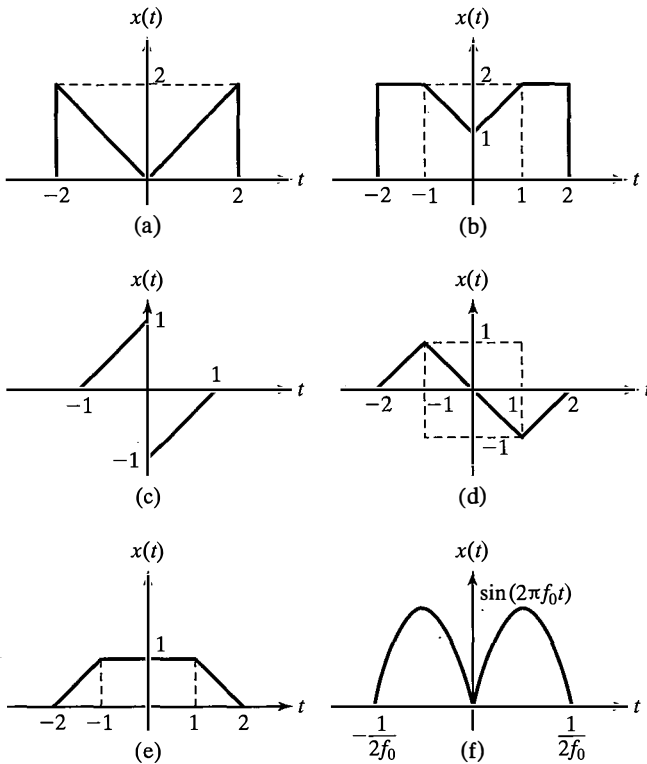 x(t)
2
-2
2
t
(a)
x(t)
2
1
-2
-1
1
2
t
(b)
x(t)
1
1
-1
-1
t
(c)
x(t)
1
-2
-1
1
2
-1
t
(d)
x(t)
1
-2
-1
1
2
t
(e)
x(t)
sin(2πf₀t)
t
-1/2f₀
1/2f₀
(f)